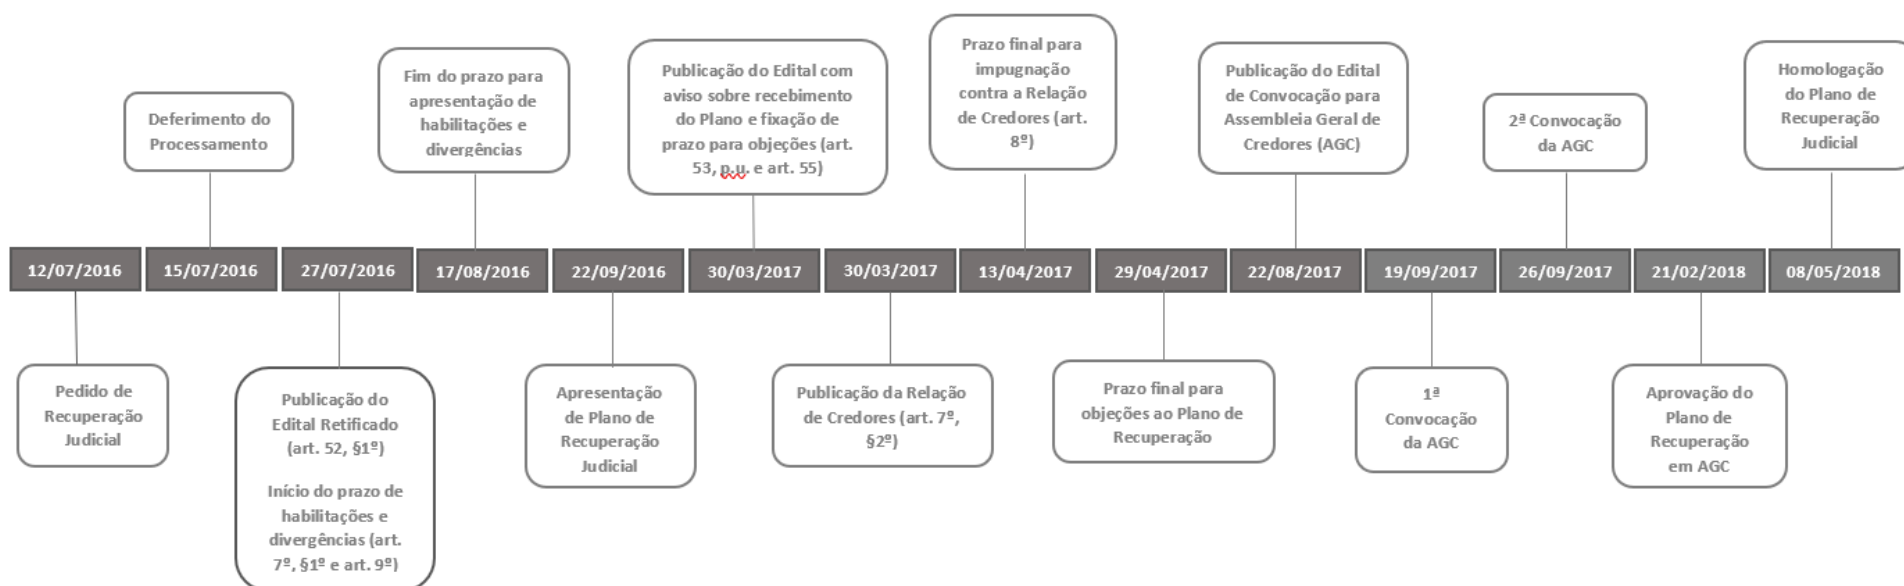 Deferimento do
Processamento
Fim do prazo para
apresentação de
habilitações e
divergências
Publicação do Edital com
aviso sobre recebimento
do Plano e fixação de
prazo para objeções (art.
53, p.u. e art. 55)
Prazo final para
impugnação
contra a Relação
de Credores (art.
8º)
Publicação do Edital
de Convocação para
Assembleia Geral de
Credores (AGC)
2ª Convocação
da AGC
Homologação
do Plano de
Recuperação
Judicial
12/07/2016 15/07/2016 27/07/2016 17/08/2016 22/09/2016 30/03/2017 30/03/2017 13/04/2017 29/04/2017 22/08/2017 19/09/2017 26/09/2017 21/02/2018 08/05/2018
Pedido de
Recuperação
Judicial
Publicação do
Edital Retificado
(art. 52, §1º)
Início do prazo de
habilitações e
divergências (art.
7º, §1º e art. 9º)
Apresentação
de Plano de
Recuperação
Judicial
Publicação da Relação
de Credores (art. 7º,
§2º)
Prazo final para
objeções ao Plano de
Recuperação
1ª
Convocação
da AGC
Aprovação do
Plano de
Recuperação
em AGC